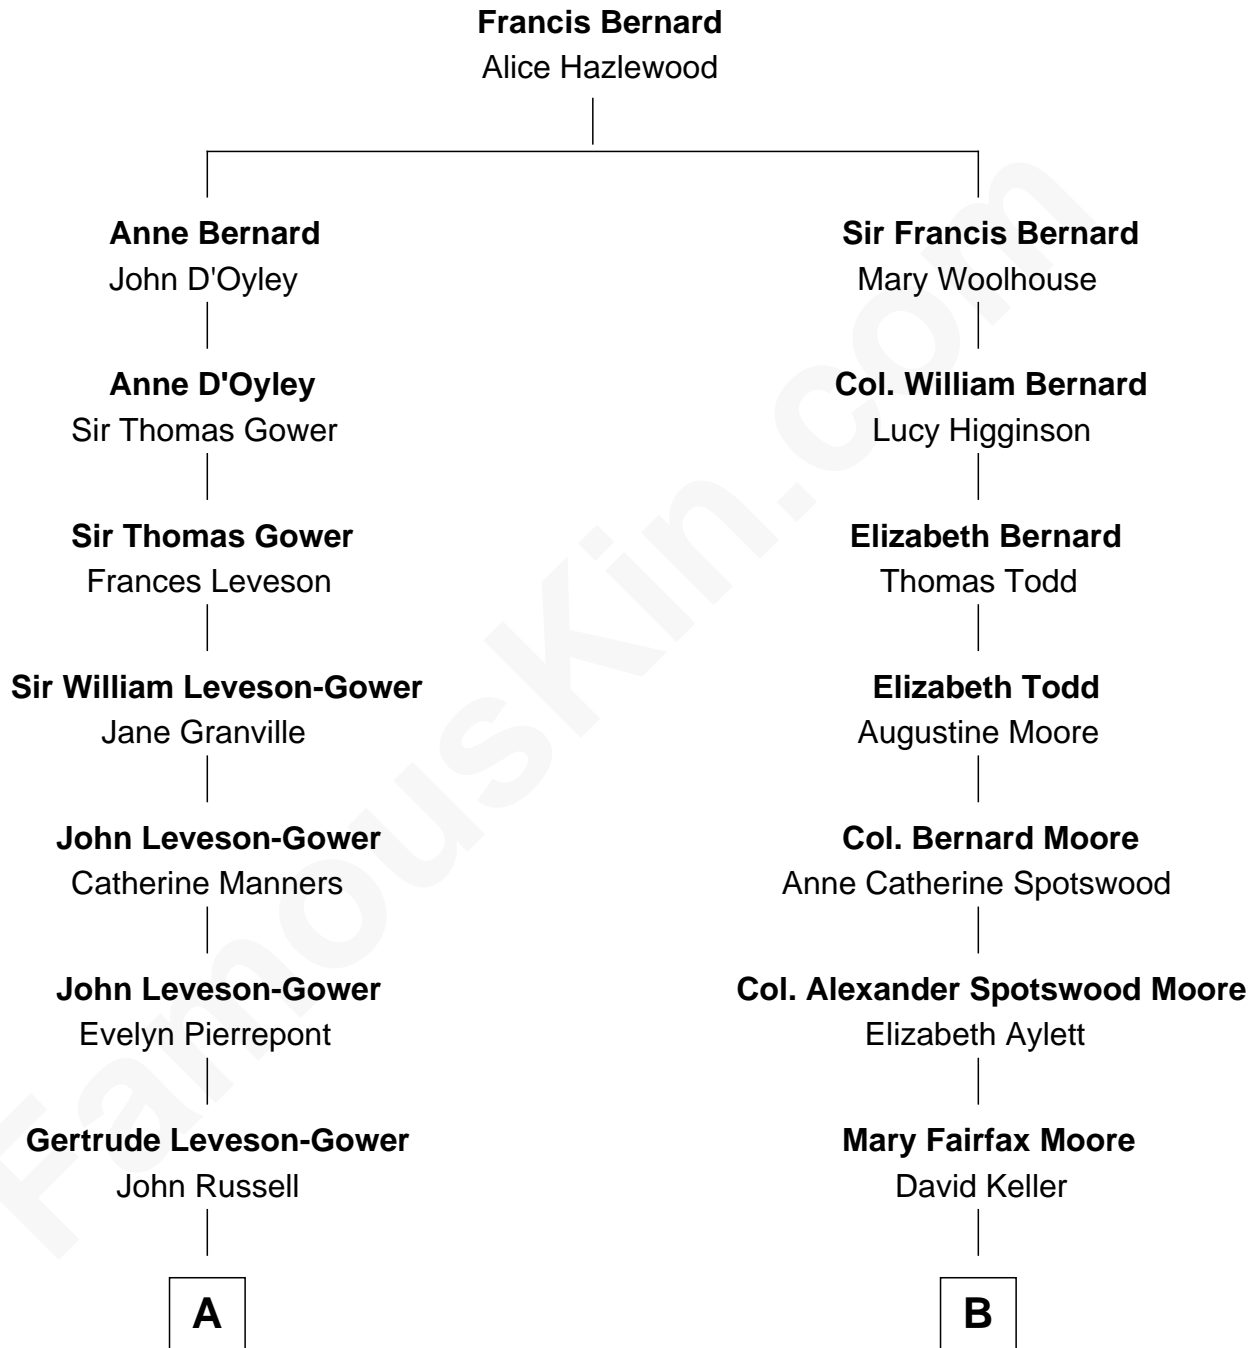 Francis Bernard
Alice Hazlewood
Anne Bernard
John D'Oyley
Sir Francis Bernard
Mary Woolhouse
Anne D'Oyley
Sir Thomas Gower
Col. William Bernard
Lucy Higginson
Sir Thomas Gower
Frances Leveson
Elizabeth Bernard
Thomas Todd
Sir William Leveson-Gower
Jane Granville
Elizabeth Todd
Augustine Moore
John Leveson-Gower
Catherine Manners
Col. Bernard Moore
Anne Catherine Spotswood
John Leveson-Gower
Evelyn Pierrepont
Col. Alexander Spotswood Moore
Elizabeth Aylett
Gertrude Leveson-Gower
John Russell
Mary Fairfax Moore
David Keller
A
B
FamousKin.com